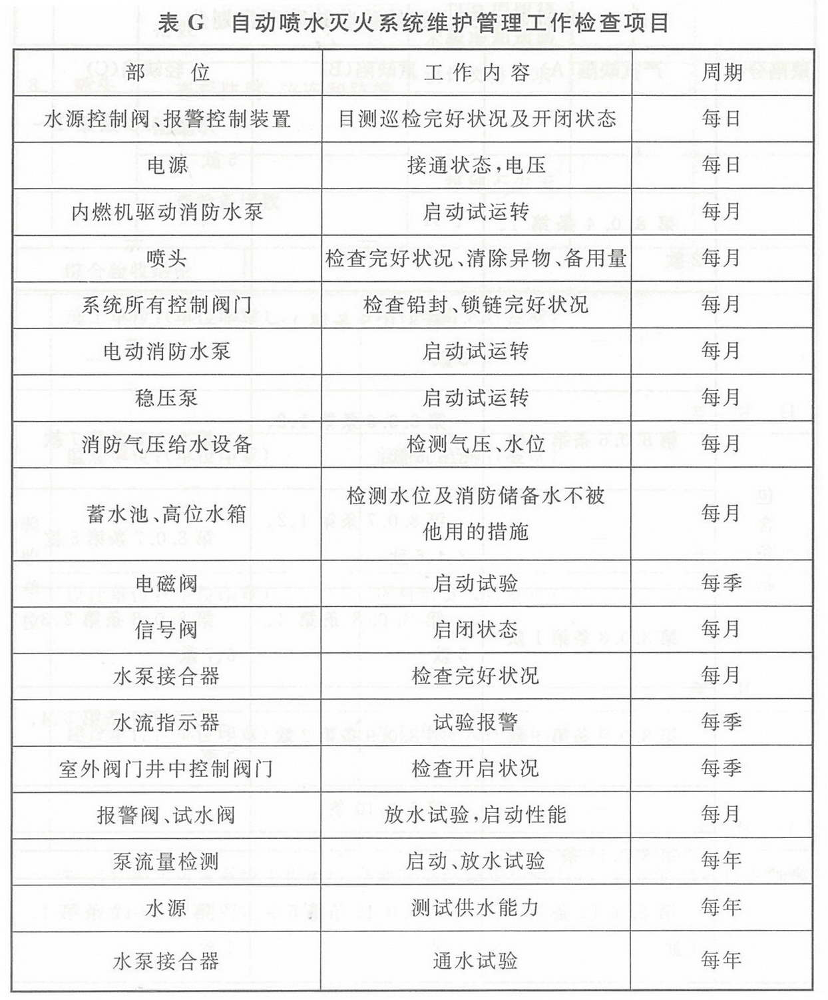 表 G 自动喷水灭火系统维护管理工作检查项目
部 位 工 作 内 容 周期
水源控制阀、报警控制装置 目测巡检完好状况及开闭状态 每日
电源 接通状态,电压 每日
内燃机驱动消防水泵 启动试运转 每月
喷头 检查完好状况、清除异物、备用量 每月
系统所有控制阀门 检查铅封、锁链完好状况 每月
电动消防水泵 启动试运转 每月
稳压泵 启动试运转 每月
消防气压给水设备 检测气压、水位 每月
蓄水池、高位水箱 检测水位及消防储备水不被
他用的措施 每月
电磁阀 启动试验 每季
信号阀 启闭状态 每月
水泵接合器 检查完好状况 每月
水流指示器 试验报警 每季
室外阀门井中控制阀门 检查开启状况 每季
报警阀、试水阀 放水试验,启动性能 每月
泵流量检测 启动、放水试验 每年
水源 测试供水能力 每年
水泵接合器 通水试验 每年